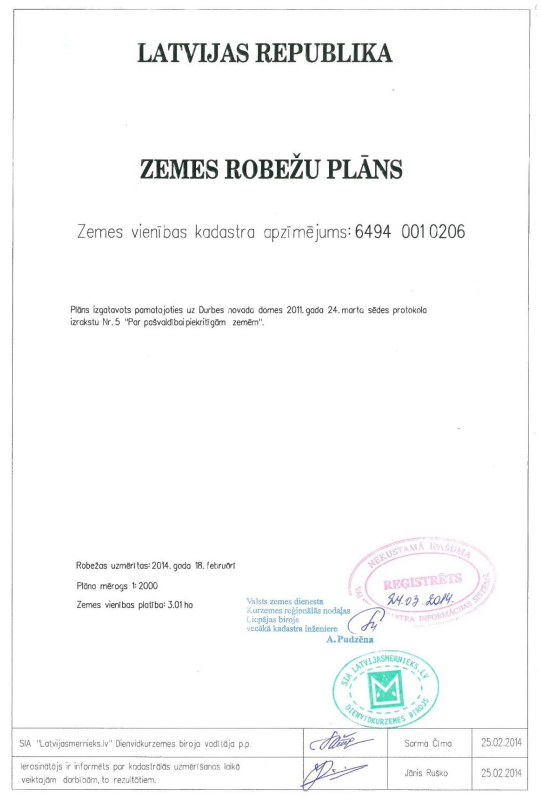 LATVIJAS REPUBLIKA
ZEMES ROBEŽU PLĀNS
Zemes vienības kadastra apzīmējums: 6494 001 0206
Plāns izgatavots pamatojoties uz Durbes novada domes 2011.gada 24.marta sēdes protokola
izrakstu Nr.5 "Par pašvaldībai piekritīgām zemēm".
Robežas uzmērītas: 2014. gada 18. februārī
Plāna mērogs 1:2000
Zemes vienības platība: 3.01 ha
NEKUSTAMĀ ĪPAŠUMA
REĢISTRĒTS
24.03.2014.
INFORMĀCIJAS SISTĒMĀ
Valsts zemes dienesta
Kurzemes reģionālās nodaļas
Liepājas birojs
vecākā kadastra inženiere
A. Pudzēna
SIA LATVIJASMERNIEKS.LV
DIENVIDKURZEMES BIROJS
SIA "Latvijasmernieks.lv" Dienvidkurzemes biroja vadītāja p.p.
Sarma Čīma
25.02.2014
Ierosinātājs ir informēts par kadastrālās uzmērīšanas laikā
veiktajām darbībām, to rezultātiem.
Jānis Ruško
25.02.2014